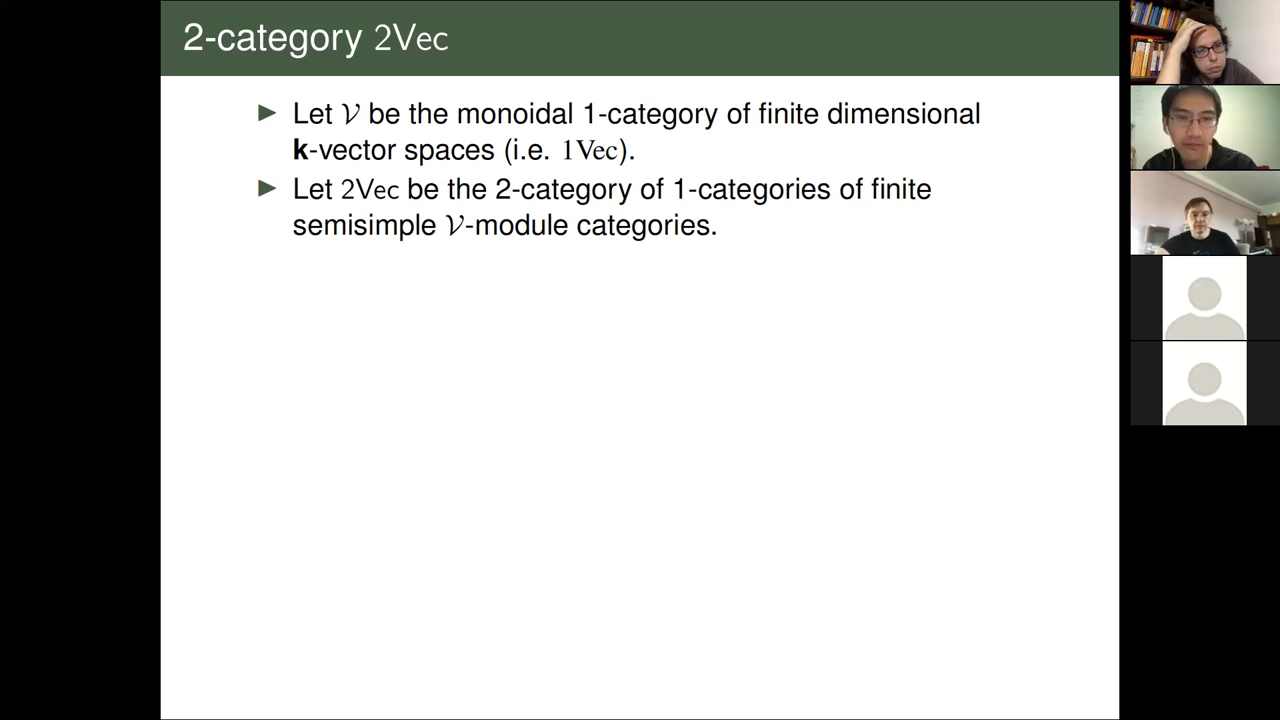 2-category 2Vec
▶ Let 𝒱 be the monoidal 1-category of finite dimensional
k-vector spaces (i.e. 1Vec).
▶ Let 2Vec be the 2-category of 1-categories of finite
semisimple 𝒱-module categories.